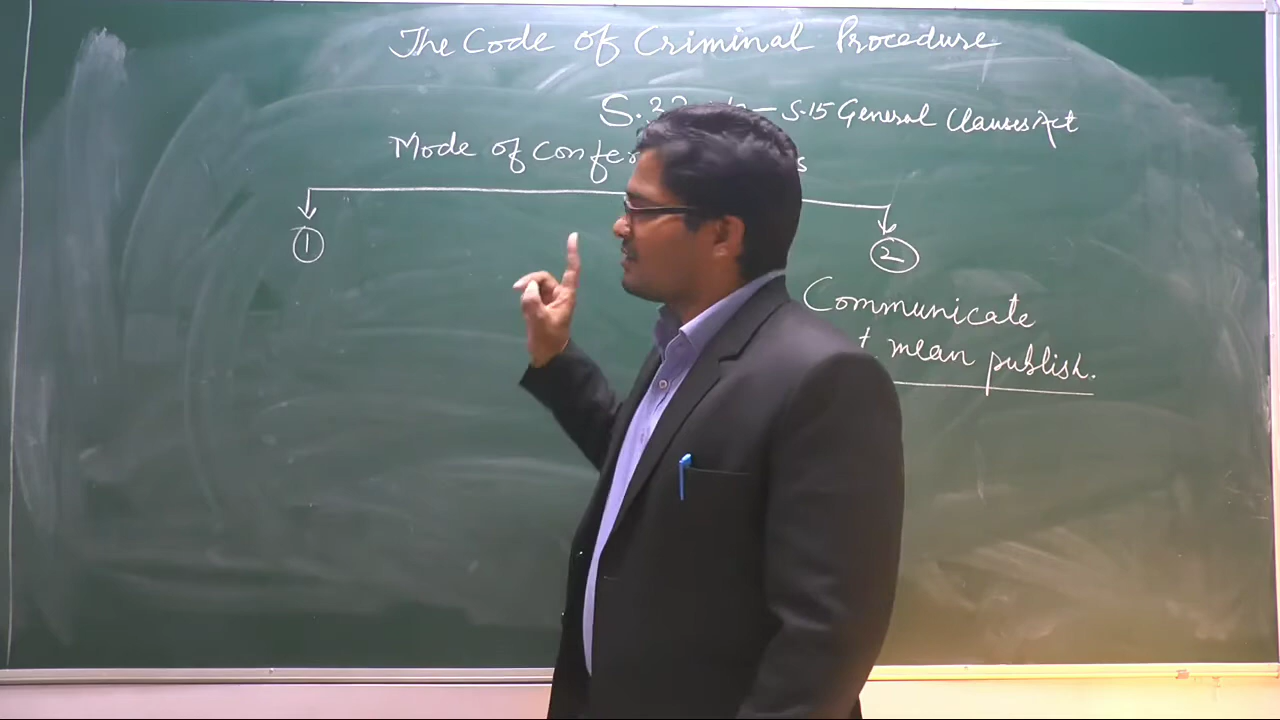 The Code of Criminal Procedure
S. – S.15 General Clauses Act
Mode of
1
2
Communicate
mean publish.